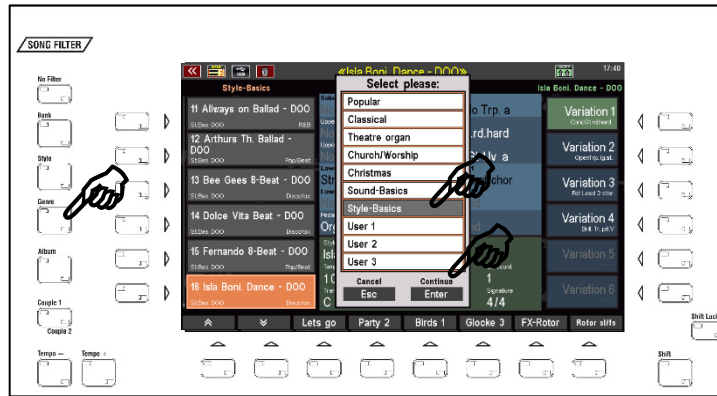 SONG FILTER
No Filter
Bank
Style
Genre
Album
Couple 1
Couple 2
Tempo – Tempo +
«Isla Boni. Dance - DOO» 17:40
Style-Basics
Isla Boni. Dance - DOO
11 Allways on Ballad - DOO
St.Bas. DOO R&B
12 Arthurs Th. Ballad - DOO
St.Bas. DOO Pop/Beat
13 Bee Gees 8-Beat - DOO
St.Bas. DOO Discofox
14 Dolce Vita Beat - DOO
St.Bas. DOO Discofox
15 Fernando 8-Beat - DOO
St.Bas. DOO Pop/Beat
16 Isla Boni. Dance - DOO
St.Bas. DOO Discofox
Select please:
Popular
Classical
Theatre organ
Church/Worship
Christmas
Sound-Basics
Style-Basics
User 1
User 2
User 3
Cancel Continue
Esc Enter
o Trp. a
.rd.hard
1
Signature
4/4
Variation 1
Variation 2
Variation 3
Variation 4
Variation 5
Variation 6
Lets go Party 2 Birds 1 Glocke 3 FX-Rotor Rotor sl/fs
Shift Lock
Shift